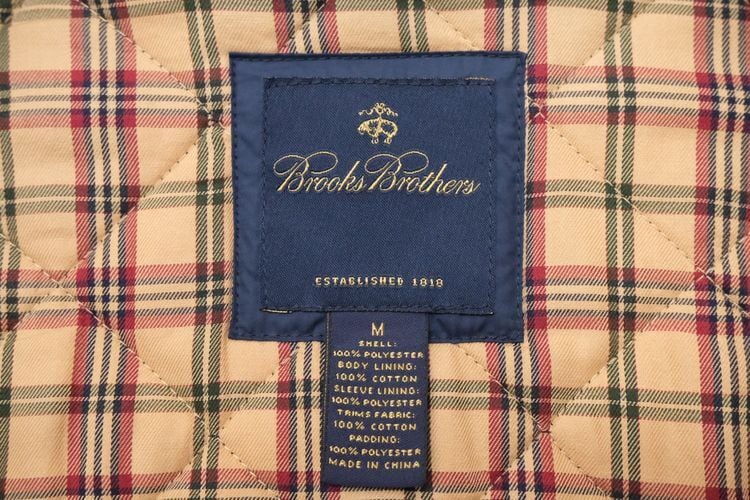 Brooks Brothers
ESTABLISHED 1818
M
SHELL:
100% POLYESTER
BODY LINING:
100% COTTON
SLEEVE LINING:
100% POLYESTER
TRIMS FABRIC:
100% COTTON
PADDING:
100% POLYESTER
MADE IN CHINA